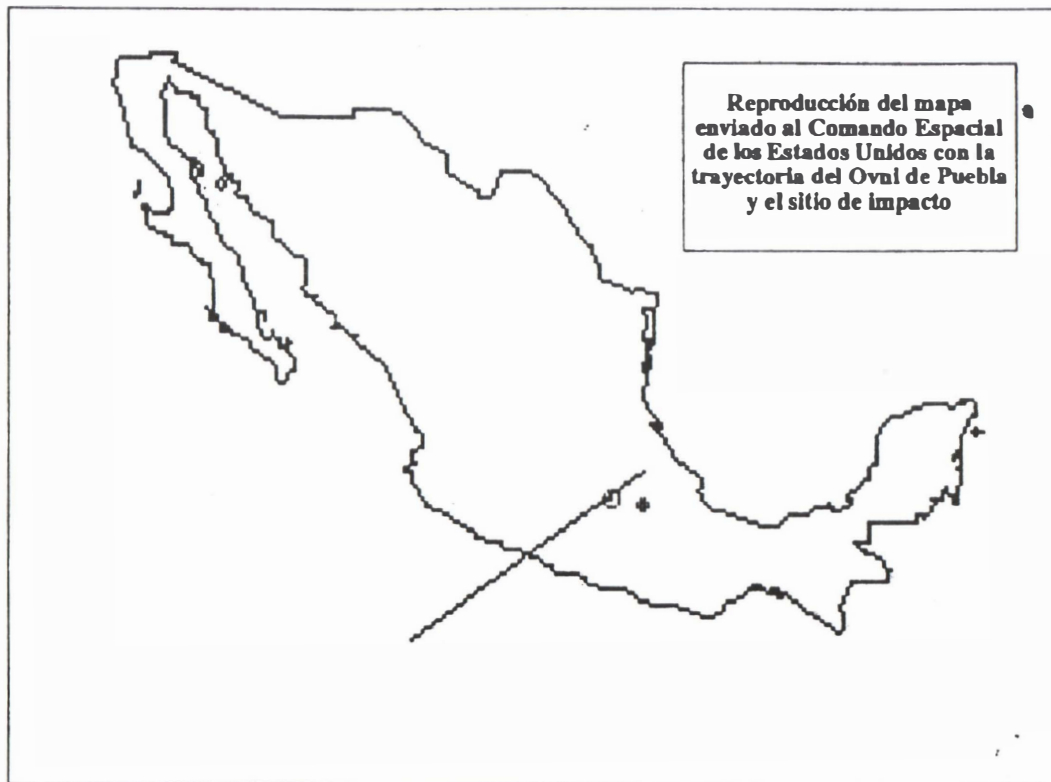 Reproducción del mapa
enviado al Comando Espacial
de los Estados Unidos con la
trayectoria del Ovni de Puebla
y el sitio de impacto